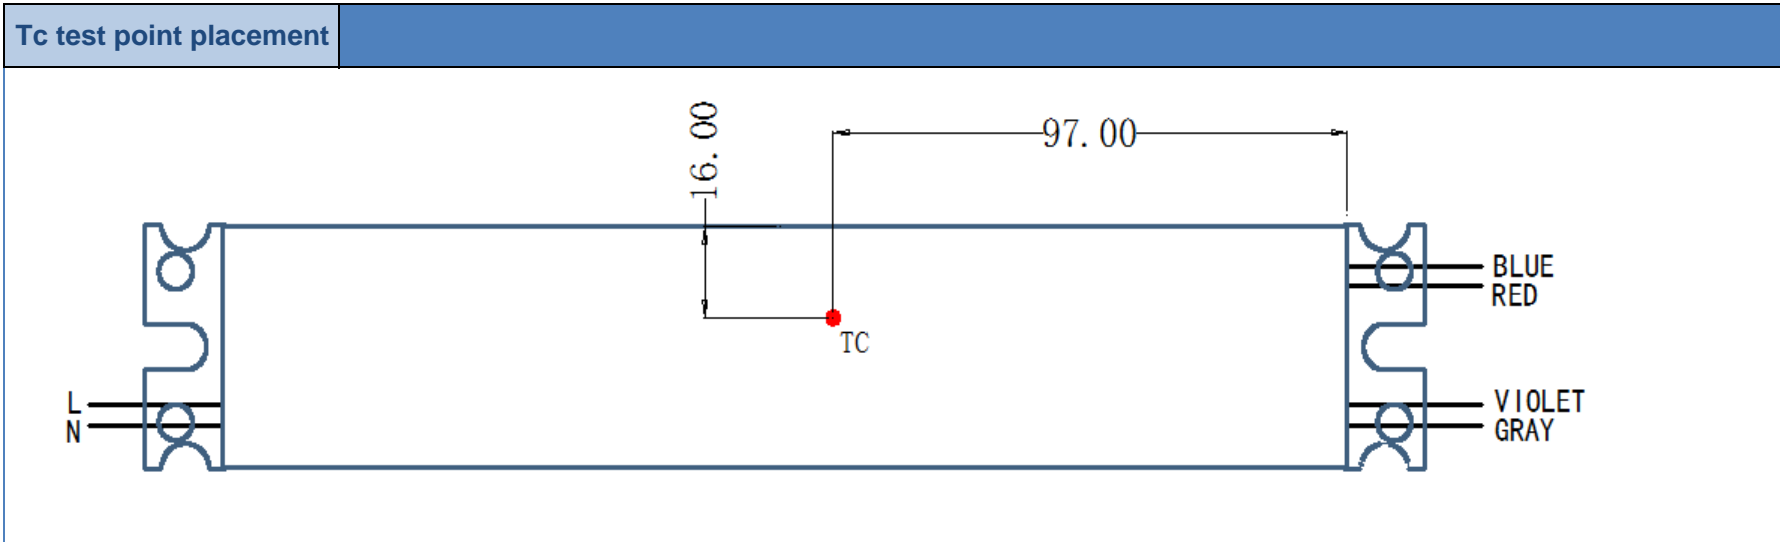 Tc test point placement
16.00
97.00
BLUE
RED
TC
L
N
VIOLET
GRAY